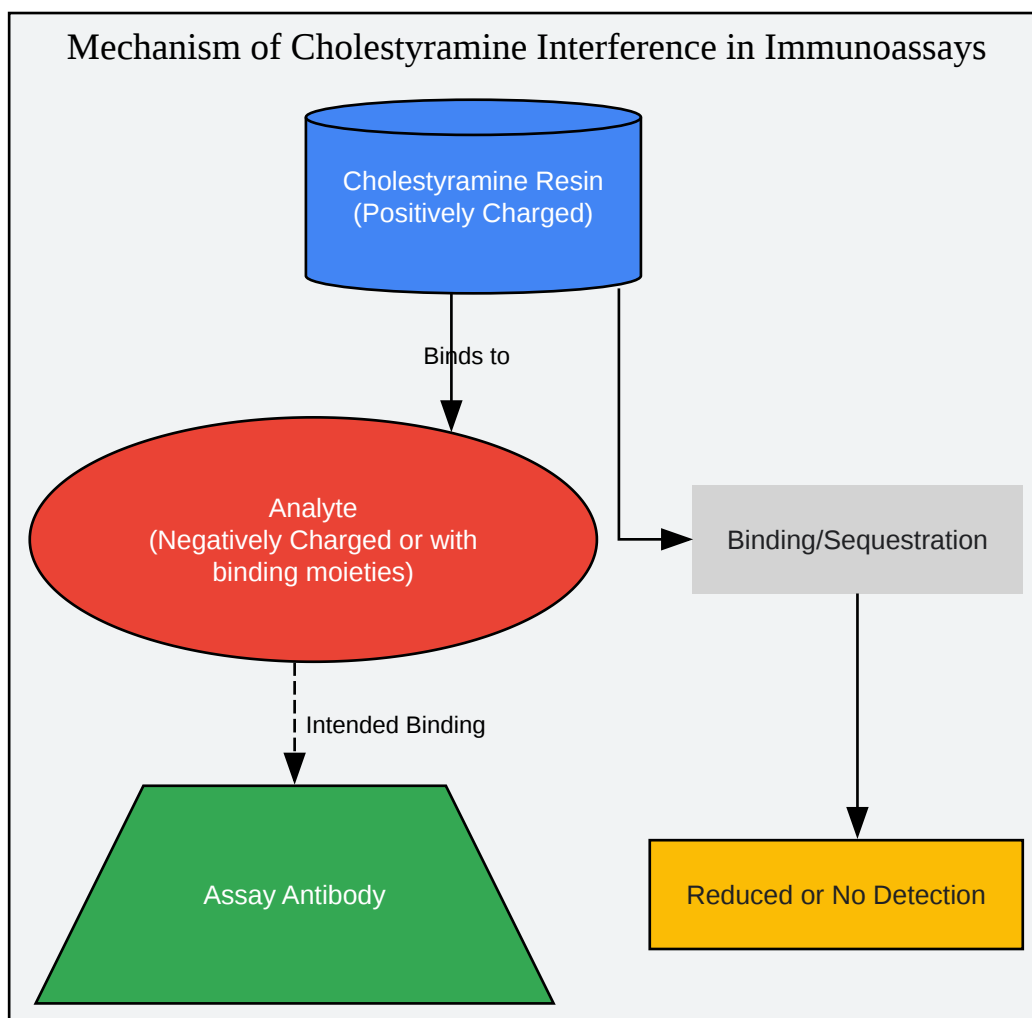 Mechanism of Cholestyramine Interference in Immunoassays
Cholestyramine Resin
(Positively Charged)
Binds to
Analyte
(Negatively Charged or with
binding moieties)
Binding/Sequestration
Intended Binding
Assay Antibody
Reduced or No Detection